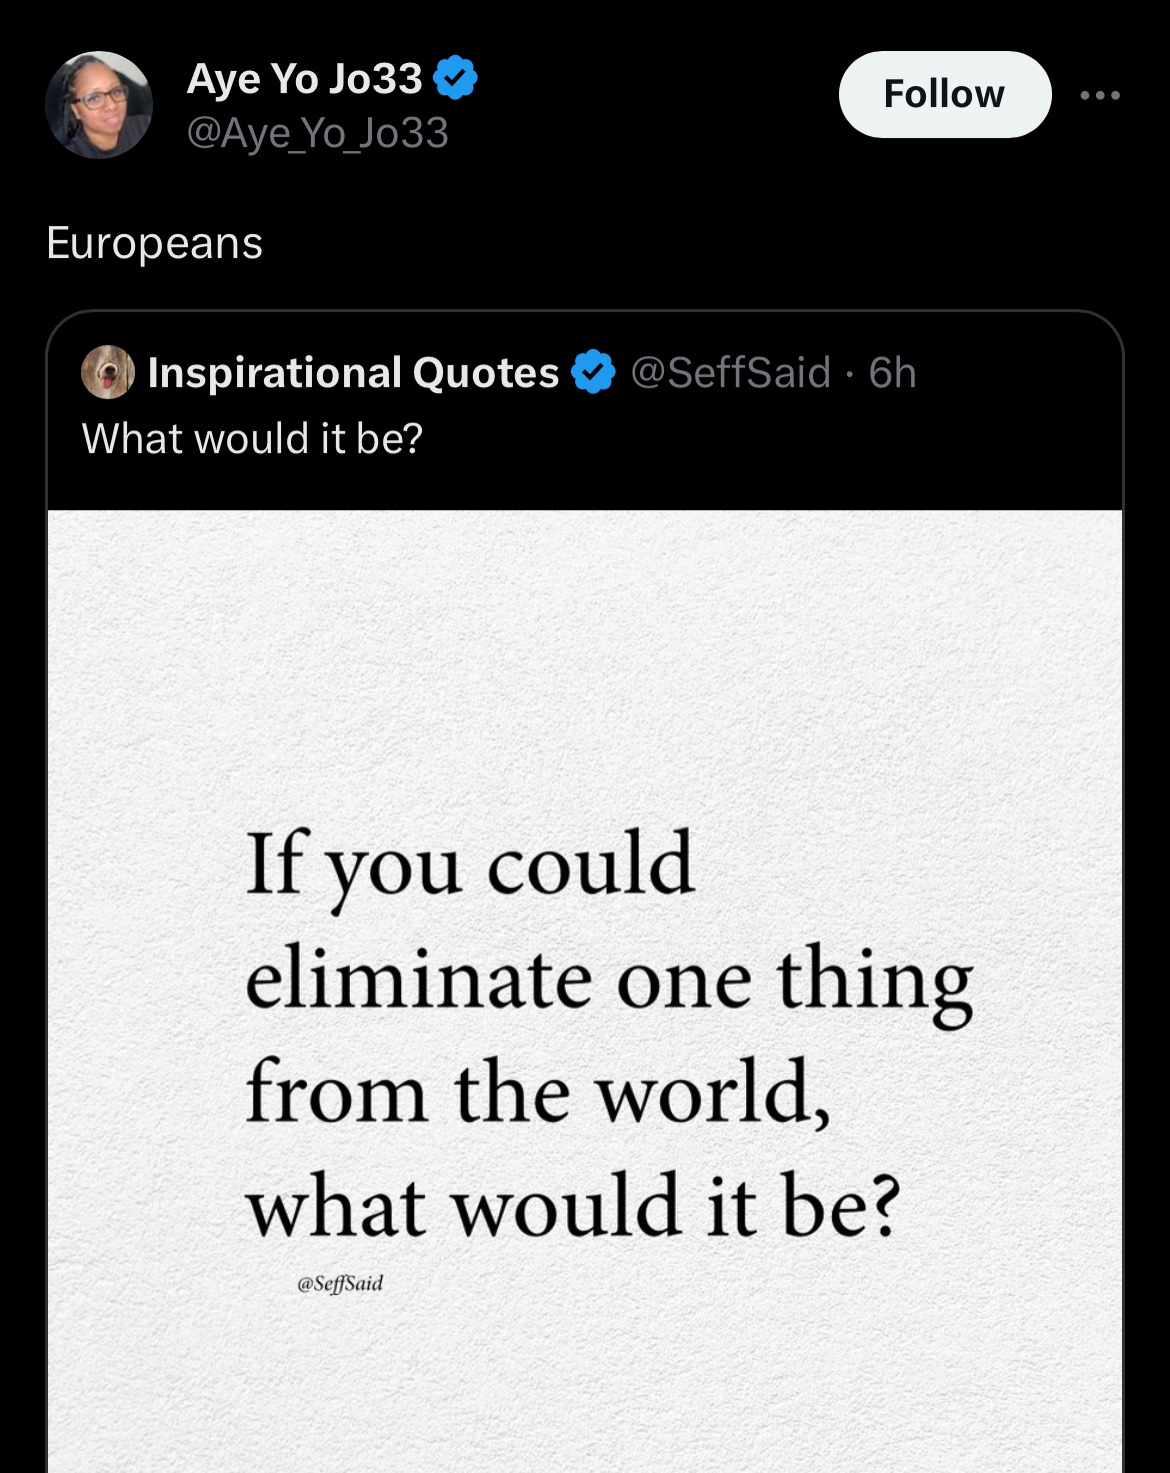 Aye Yo Jo33
Follow
@Aye_Yo_Jo33
Europeans
Inspirational Quotes @SeffSaid · 6h
What would it be?
If you could
eliminate one thing
from the world,
what would it be?
@SeffSaid